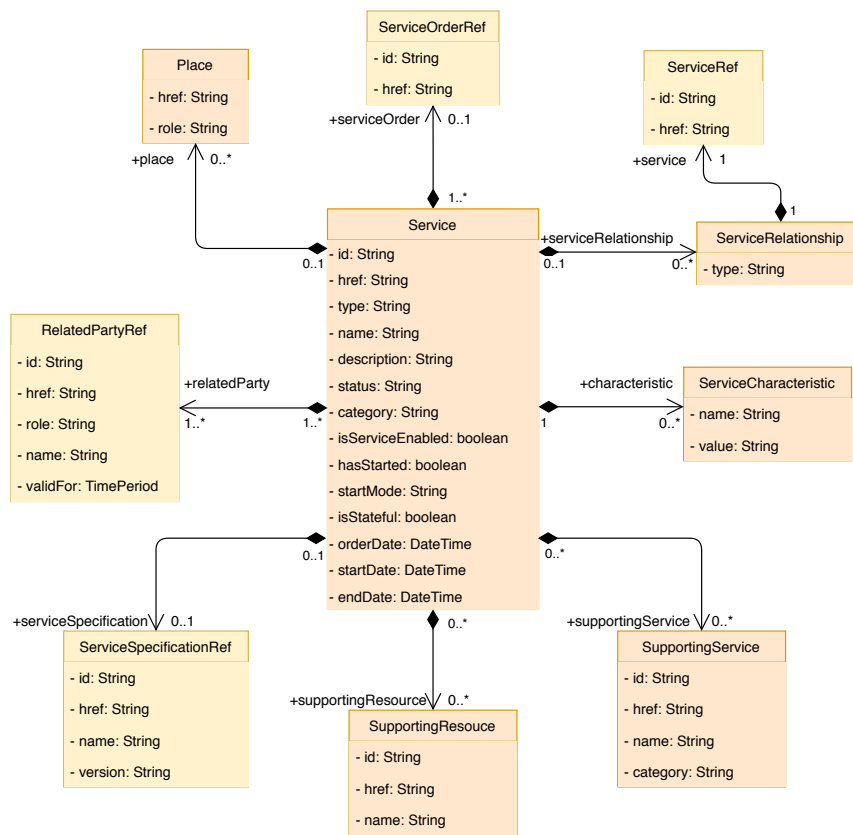 ServiceOrderRef
- id: String
- href: String
Place
- href: String
- role: String
ServiceRef
- id: String
- href: String
+serviceOrder
0..1
+place
0..*
+service
1
1..*
1
Service
- id: String
- href: String
- type: String
- name: String
- description: String
- status: String
- category: String
- isServiceEnabled: boolean
- hasStarted: boolean
- startMode: String
- isStateful: boolean
- orderDate: DateTime
- startDate: DateTime
- endDate: DateTime
0..1
+serviceRelationship
0..1
0..*
ServiceRelationship
- type: String
RelatedPartyRef
- id: String
- href: String
- role: String
- name: String
- validFor: TimePeriod
+relatedParty
1..*
1..*
+characteristic
1
0..*
ServiceCharacteristic
- name: String
- value: String
0..1
0..*
+serviceSpecification
0..1
0..*
+supportingService
0..*
ServiceSpecificationRef
- id: String
- href: String
- name: String
- version: String
+supportingResource
0..*
SupportingResouce
- id: String
- href: String
- name: String
SupportingService
- id: String
- href: String
- name: String
- category: String